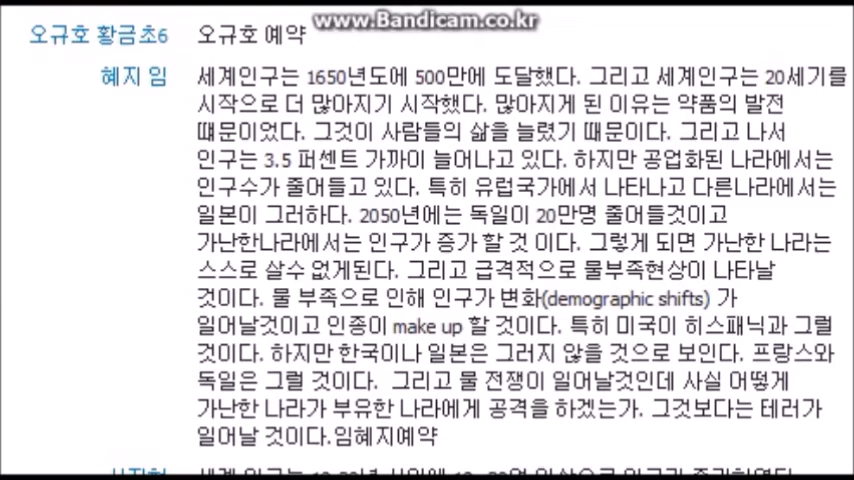 www.Bandicam.co.kr
오규호 황금초6 오규호 예약
혜지 임 세계인구는 1650년도에 500만에 도달했다. 그리고 세계인구는 20세기를
시작으로 더 많아지기 시작했다. 많아지게 된 이유는 약품의 발전
떄문이었다. 그것이 사람들의 삶을 늘렸기 때문이다. 그리고 나서
인구는 3.5 퍼센트 가까이 늘어나고 있다. 하지만 공업화된 나라에서는
인구수가 줄어들고 있다. 특히 유럽국가에서 나타나고 다른나라에서는
일본이 그러하다. 2050년에는 독일이 20만명 줄어들것이고
가난한나라에서는 인구가 증가 할 것 이다. 그렇게 되면 가난한 나라는
스스로 살수 없게된다. 그리고 급격적으로 물부족현상이 나타날
것이다. 물 부족으로 인해 인구가 변화(demographic shifts) 가
일어날것이고 인종이 make up 할 것이다. 특히 미국이 히스패닉과 그럴
것이다. 하지만 한국이나 일본은 그러지 않을 것으로 보인다. 프랑스와
독일은 그럴 것이다. 그리고 물 전쟁이 일어날것인데 사실 어떻게
가난한 나라가 부유한 나라에게 공격을 하겠는가. 그것보다는 테러가
일어날 것이다.임혜지예약